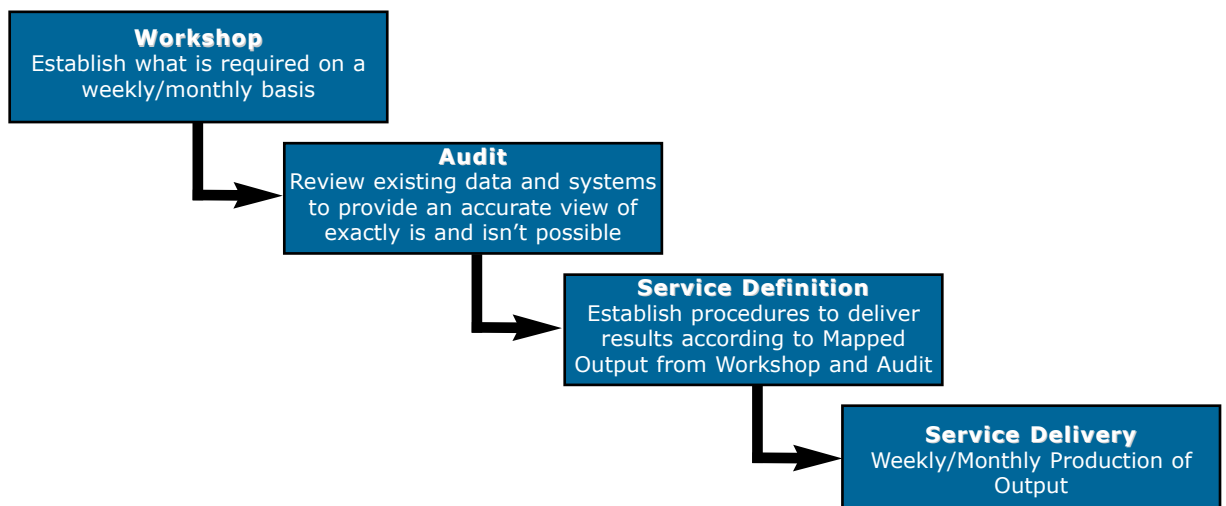 Workshop
Establish what is required on a
weekly/monthly basis
Audit
Review existing data and systems
to provide an accurate view of
exactly is and isn’t possible
Service Definition
Establish procedures to deliver
results according to Mapped
Output from Workshop and Audit
Service Delivery
Weekly/Monthly Production of
Output